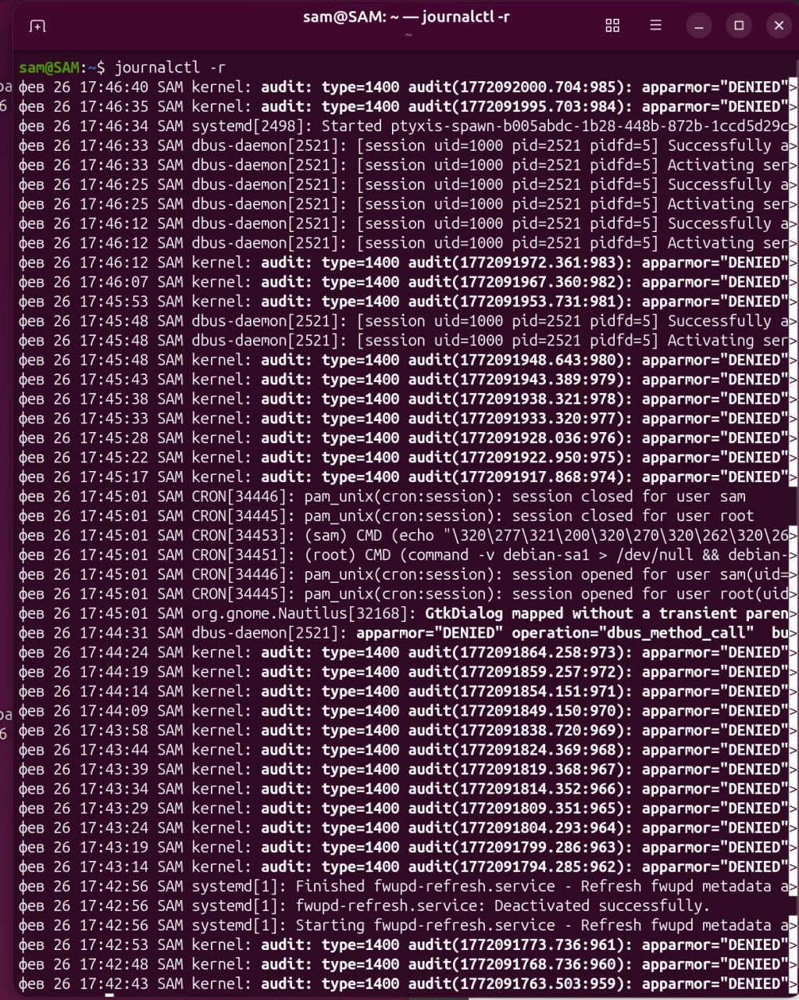 sam@SAM: ~ — journalctl -r
~
sam@SAM:~$ journalctl -r
фев 26 17:46:40 SAM kernel: audit: type=1400 audit(1772092000.704:985): apparmor="DENIED">
фев 26 17:46:35 SAM kernel: audit: type=1400 audit(1772091995.703:984): apparmor="DENIED">
фев 26 17:46:34 SAM systemd[2498]: Started ptyxis-spawn-b005abdc-1b28-448b-872b-1ccd5d29c>
фев 26 17:46:33 SAM dbus-daemon[2521]: [session uid=1000 pid=2521 pidfd=5] Successfully a>
фев 26 17:46:33 SAM dbus-daemon[2521]: [session uid=1000 pid=2521 pidfd=5] Activating ser>
фев 26 17:46:25 SAM dbus-daemon[2521]: [session uid=1000 pid=2521 pidfd=5] Successfully a>
фев 26 17:46:25 SAM dbus-daemon[2521]: [session uid=1000 pid=2521 pidfd=5] Activating ser>
фев 26 17:46:12 SAM dbus-daemon[2521]: [session uid=1000 pid=2521 pidfd=5] Successfully a>
фев 26 17:46:12 SAM dbus-daemon[2521]: [session uid=1000 pid=2521 pidfd=5] Activating ser>
фев 26 17:46:12 SAM kernel: audit: type=1400 audit(1772091972.361:983): apparmor="DENIED">
фев 26 17:46:07 SAM kernel: audit: type=1400 audit(1772091967.360:982): apparmor="DENIED">
фев 26 17:45:53 SAM kernel: audit: type=1400 audit(1772091953.731:981): apparmor="DENIED">
фев 26 17:45:48 SAM dbus-daemon[2521]: [session uid=1000 pid=2521 pidfd=5] Successfully a>
фев 26 17:45:48 SAM dbus-daemon[2521]: [session uid=1000 pid=2521 pidfd=5] Activating ser>
фев 26 17:45:48 SAM kernel: audit: type=1400 audit(1772091948.643:980): apparmor="DENIED">
фев 26 17:45:43 SAM kernel: audit: type=1400 audit(1772091943.389:979): apparmor="DENIED">
фев 26 17:45:38 SAM kernel: audit: type=1400 audit(1772091938.321:978): apparmor="DENIED">
фев 26 17:45:33 SAM kernel: audit: type=1400 audit(1772091933.320:977): apparmor="DENIED">
фев 26 17:45:28 SAM kernel: audit: type=1400 audit(1772091928.036:976): apparmor="DENIED">
фев 26 17:45:22 SAM kernel: audit: type=1400 audit(1772091922.950:975): apparmor="DENIED">
фев 26 17:45:17 SAM kernel: audit: type=1400 audit(1772091917.868:974): apparmor="DENIED">
фев 26 17:45:01 SAM CRON[34446]: pam_unix(cron:session): session closed for user sam
фев 26 17:45:01 SAM CRON[34445]: pam_unix(cron:session): session closed for user root
фев 26 17:45:01 SAM CRON[34453]: (sam) CMD (echo "\320\277\321\200\320\270\320\262\320\26>
фев 26 17:45:01 SAM CRON[34451]: (root) CMD (command -v debian-sa1 > /dev/null && debian->
фев 26 17:45:01 SAM CRON[34446]: pam_unix(cron:session): session opened for user sam(uid=>
фев 26 17:45:01 SAM CRON[34445]: pam_unix(cron:session): session opened for user root(uid>
фев 26 17:45:01 SAM org.gnome.Nautilus[32168]: GtkDialog mapped without a transient paren>
фев 26 17:44:31 SAM dbus-daemon[2521]: apparmor="DENIED" operation="dbus_method_call"  bu>
фев 26 17:44:24 SAM kernel: audit: type=1400 audit(1772091864.258:973): apparmor="DENIED">
фев 26 17:44:19 SAM kernel: audit: type=1400 audit(1772091859.257:972): apparmor="DENIED">
фев 26 17:44:14 SAM kernel: audit: type=1400 audit(1772091854.151:971): apparmor="DENIED">
фев 26 17:44:09 SAM kernel: audit: type=1400 audit(1772091849.150:970): apparmor="DENIED">
фев 26 17:43:58 SAM kernel: audit: type=1400 audit(1772091838.720:969): apparmor="DENIED">
фев 26 17:43:44 SAM kernel: audit: type=1400 audit(1772091824.369:968): apparmor="DENIED">
фев 26 17:43:39 SAM kernel: audit: type=1400 audit(1772091819.368:967): apparmor="DENIED">
фев 26 17:43:34 SAM kernel: audit: type=1400 audit(1772091814.352:966): apparmor="DENIED">
фев 26 17:43:29 SAM kernel: audit: type=1400 audit(1772091809.351:965): apparmor="DENIED">
фев 26 17:43:24 SAM kernel: audit: type=1400 audit(1772091804.293:964): apparmor="DENIED">
фев 26 17:43:19 SAM kernel: audit: type=1400 audit(1772091799.286:963): apparmor="DENIED">
фев 26 17:43:14 SAM kernel: audit: type=1400 audit(1772091794.285:962): apparmor="DENIED">
фев 26 17:42:56 SAM systemd[1]: Finished fwupd-refresh.service - Refresh fwupd metadata a>
фев 26 17:42:56 SAM systemd[1]: fwupd-refresh.service: Deactivated successfully.
фев 26 17:42:56 SAM systemd[1]: Starting fwupd-refresh.service - Refresh fwupd metadata a>
фев 26 17:42:53 SAM kernel: audit: type=1400 audit(1772091773.736:961): apparmor="DENIED">
фев 26 17:42:48 SAM kernel: audit: type=1400 audit(1772091768.736:960): apparmor="DENIED">
фев 26 17:42:43 SAM kernel: audit: type=1400 audit(1772091763.503:959): apparmor="DENIED">